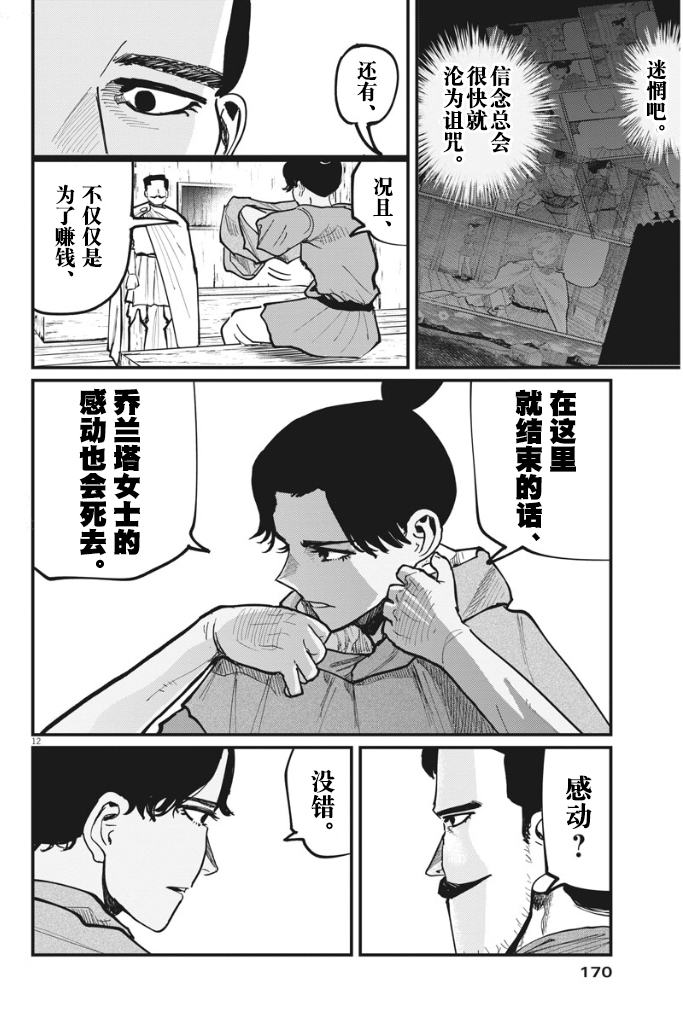 迷惘吧。
信念总会
很快就
沦为诅咒。
还有、
况且、
不仅仅是
为了赚钱、
在这里
就结束的话、
乔兰塔女士的
感动也会死去。
12
感动?
没错。
170